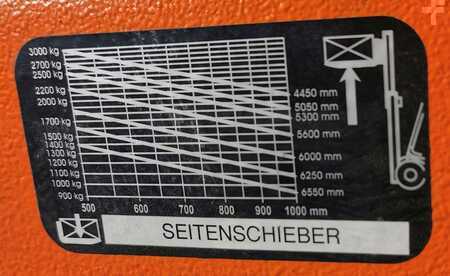 3000 kg
2700 kg
2500 kg
2200 kg
2000 kg
1700 kg
1500 kg
1400 kg
1300 kg
1200 kg
1100 kg
1000 kg
900 kg
4450 mm
5050 mm
5300 mm
5600 mm
6000 mm
6250 mm
6550 mm
500 600 700 800 900 1000 mm
SEITENSCHIEBER